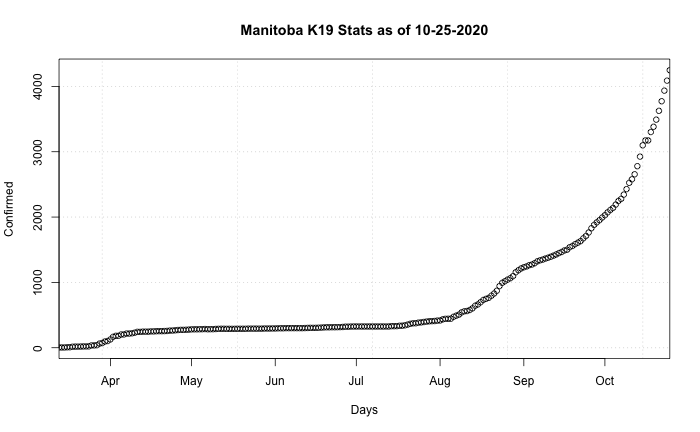 Manitoba K19 Stats as of 10-25-2020
4000
3000
2000
1000
0
Confirmed
Apr May Jun Jul Aug Sep Oct
Days